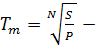 T_m = \sqrt[N]{\frac{S}{P}} −